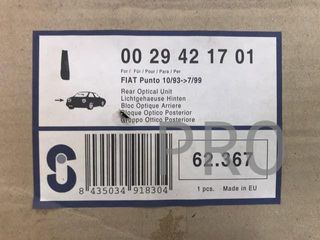 00 29 42 17 01
For / Für / Pour / Para / Per
FIAT Punto 10/93->7/99
Rear Optical Unit
Lichtgehaeuse Hinten
Bloc Optique Arriere
Bloque Optico Posterior
Gruppo Ottico Posteriore
PRO
62.367
8 435034 918304
1 pcs. Made in EU